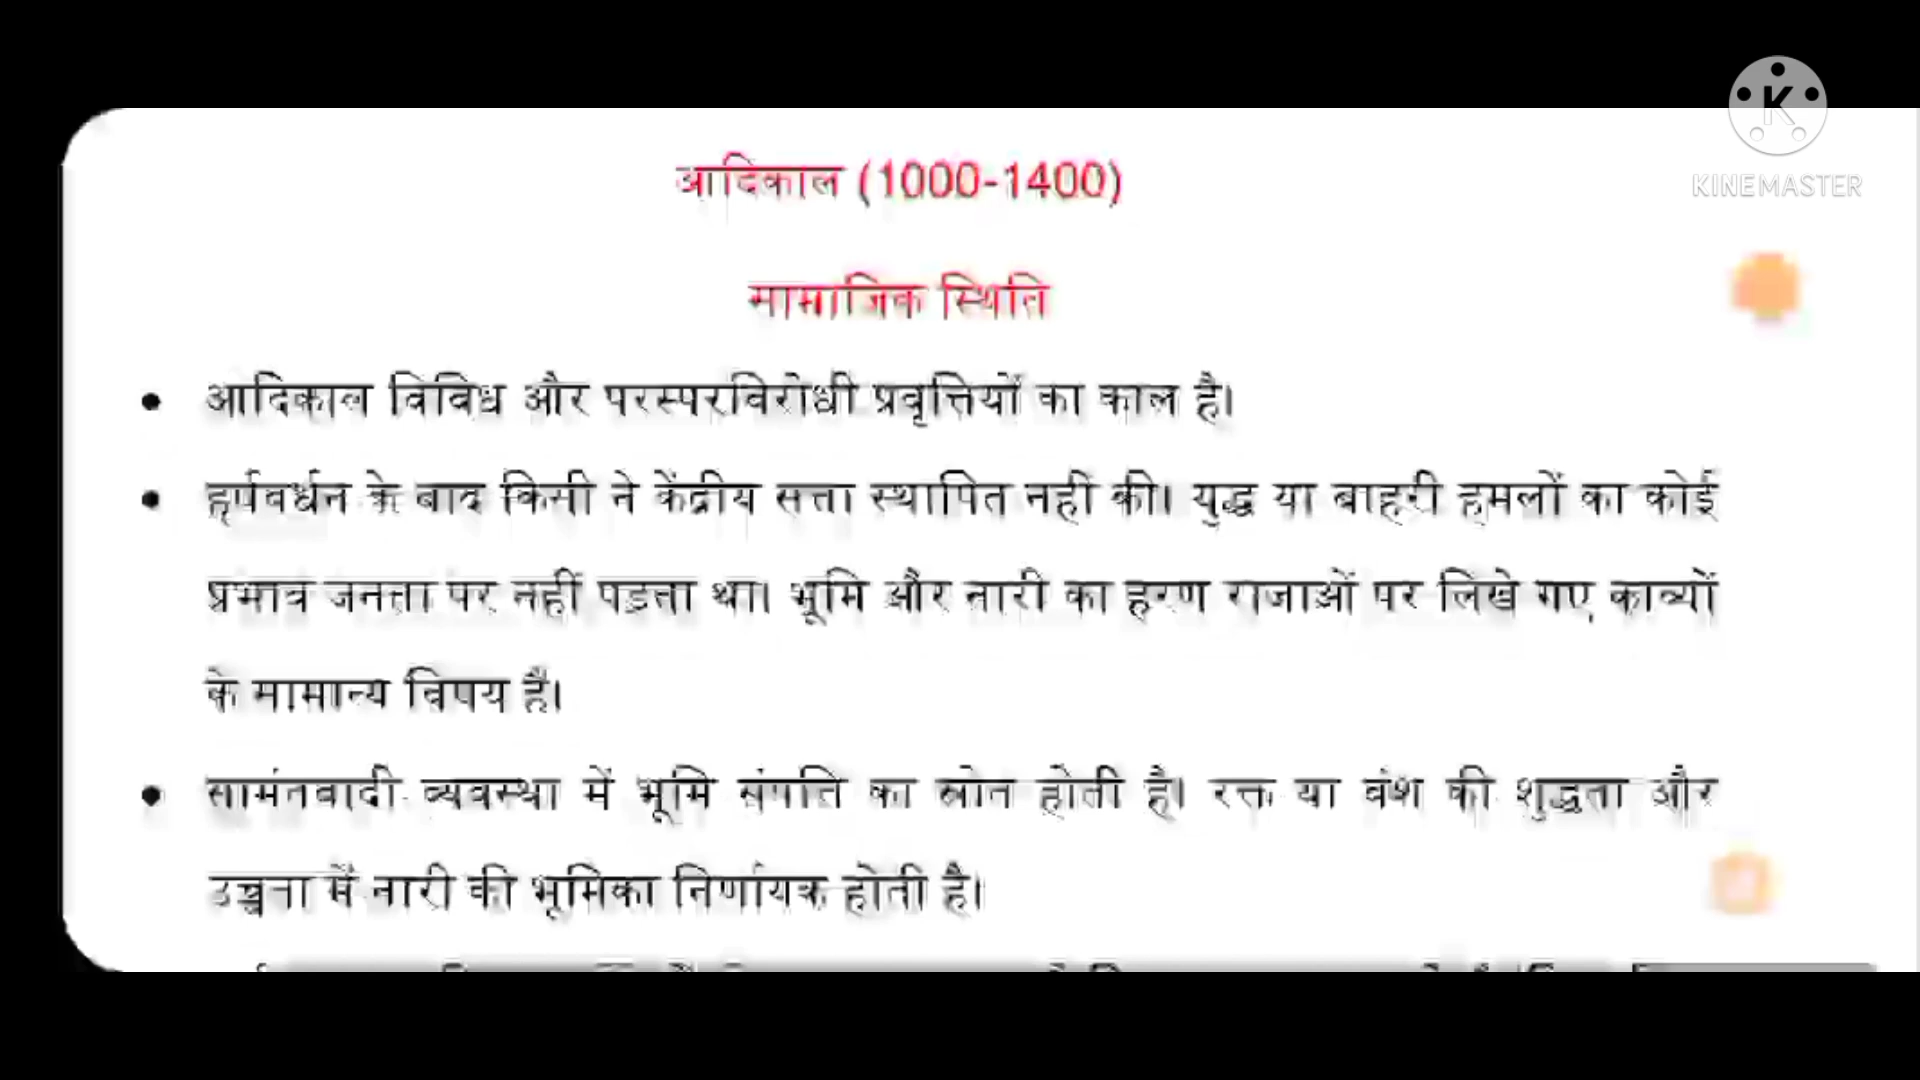 आदिकाल (1000-1400)
KINEMASTER
सामाजिक स्थिति
• आदिकाल विविध और परस्परविरोधी प्रवृत्तियों का काल है।
• हर्षवर्धन के बाद किसी ने केंद्रीय सत्ता स्थापित नहीं की। युद्ध या बाहरी हमलों का कोई
प्रभाव जनता पर नहीं पड़ता था। भूमि और नारी का हरण राजाओं पर लिखे गए काव्यों
के सामान्य विषय हैं।
• सामंतवादी व्यवस्था में भूमि संपत्ति का स्रोत होती है। रक्त या वंश की शुद्धता और
उच्चता में नारी की भूमिका निर्णायक होती है।